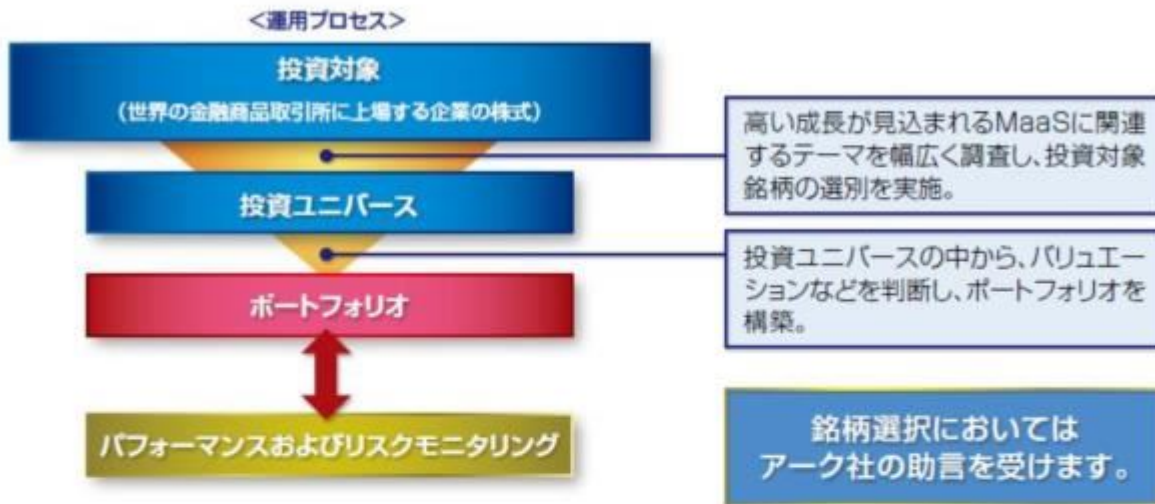 ＜運用プロセス＞
投資対象
（世界の金融商品取引所に上場する企業の株式）
高い成長が見込まれるMaaSに関連
するテーマを幅広く調査し、投資対象
銘柄の選別を実施。
投資ユニバース
投資ユニバースの中から、バリュエー
ションなどを判断し、ポートフォリオを
構築。
ポートフォリオ
パフォーマンスおよびリスクモニタリング
銘柄選択においては
アーク社の助言を受けます。